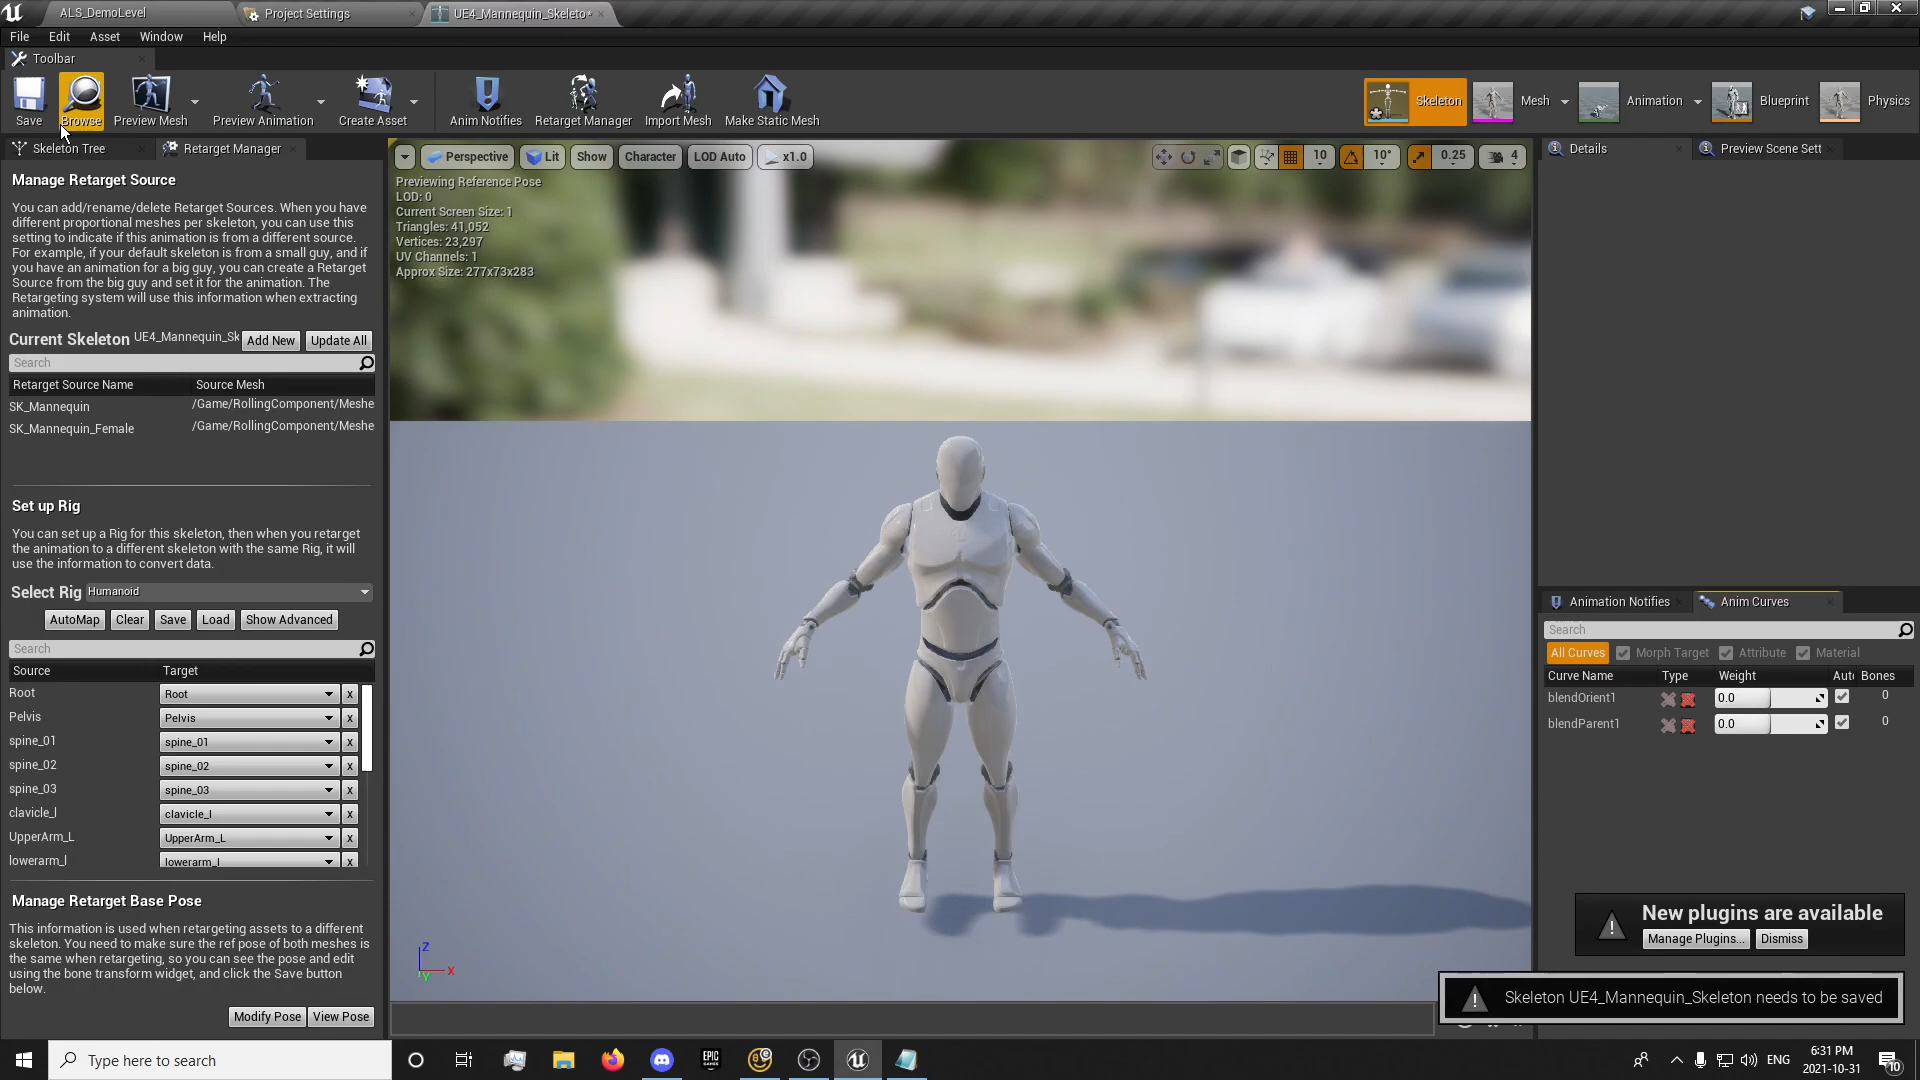 ALS_DemoLevel
Project Settings
UE4_Mannequin_Skeleto*
File
Edit
Asset
Window
Help
Toolbar
Save
Browse
Preview Mesh
Preview Animation
Create Asset
Anim Notifies
Retarget Manager
Import Mesh
Make Static Mesh
Skeleton
Mesh
Animation
Blueprint
Physics
Skeleton Tree
Retarget Manager
Manage Retarget Source
You can add/rename/delete Retarget Sources. When you have
different proportional meshes per skeleton, you can use this
setting to indicate if this animation is from a different source.
For example, if your default skeleton is from a small guy, and if
you have an animation for a big guy, you can create a Retarget
Source from the big guy and set it for the animation. The
Retargeting system will use this information when extracting
animation.
Current Skeleton UE4_Mannequin_Sk
Add New
Update All
Search
Retarget Source Name
Source Mesh
SK_Mannequin
/Game/RollingComponent/Meshe
SK_Mannequin_Female
/Game/RollingComponent/Meshe
Set up Rig
You can set up a Rig for this skeleton, then when you retarget
the animation to a different skeleton with the same Rig, it will
use the information to convert data.
Select Rig Humanoid
AutoMap
Clear
Save
Load
Show Advanced
Search
Source
Target
Root
Root
x
Pelvis
Pelvis
x
spine_01
spine_01
x
spine_02
spine_02
x
spine_03
spine_03
x
clavicle_l
clavicle_l
x
UpperArm_L
UpperArm_L
x
lowerarm_l
lowerarm_l
x
Manage Retarget Base Pose
This information is used when retargeting assets to a different
skeleton. You need to make sure the ref pose of both meshes is
the same when retargeting, so you can see the pose and edit
using the bone transform widget, and click the Save button
below.
Modify Pose
View Pose
Perspective
Lit
Show
Character
LOD Auto
x1.0
10
10°
0.25
4
Previewing Reference Pose
LOD: 0
Current Screen Size: 1
Triangles: 41,052
Vertices: 23,297
UV Channels: 1
Approx Size: 277x73x283
Z
X
Y
Details
Preview Scene Sett
Animation Notifies
Anim Curves
Search
All Curves
Morph Target
Attribute
Material
Curve Name
Type
Weight
Auto
Bones
blendOrient1
0.0
0
blendParent1
0.0
0
New plugins are available
Manage Plugins...
Dismiss
Skeleton UE4_Mannequin_Skeleton needs to be saved
Type here to search
EPIC
GAMES
ENG
6:31 PM
2021-10-31
10